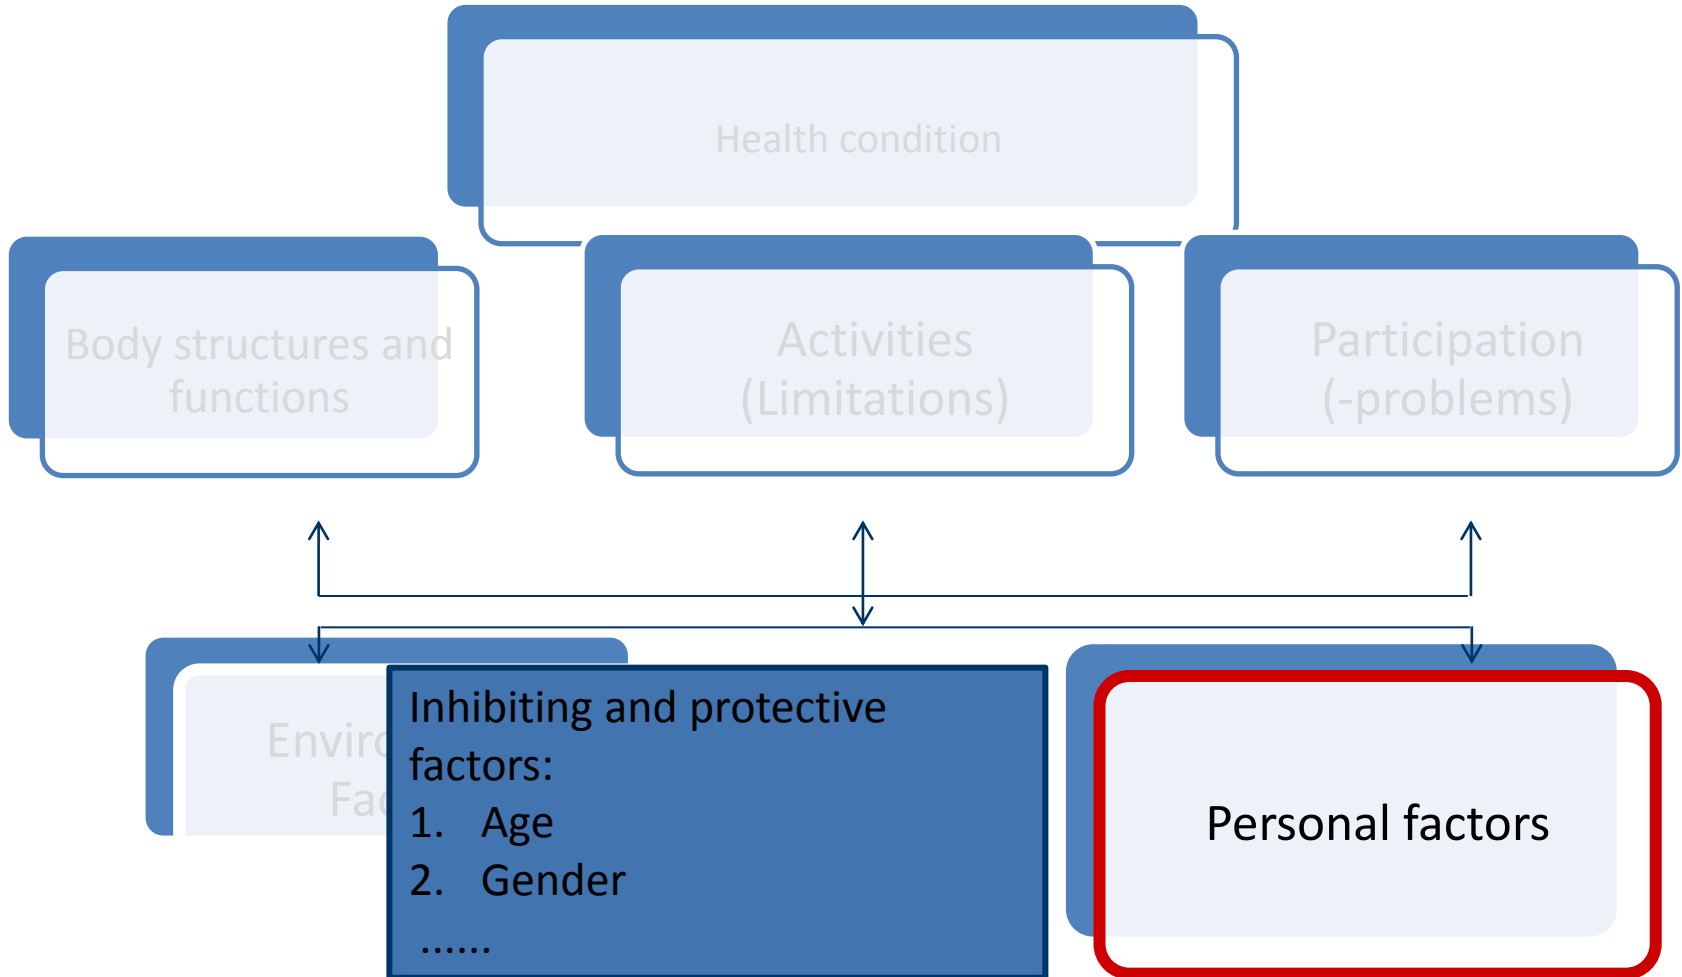 Health condition
Body structures and
functions
Activities
(Limitations)
Participation
(-problems)
Inhibiting and protective
factors:
1. Age
2. Gender
......
Personal factors